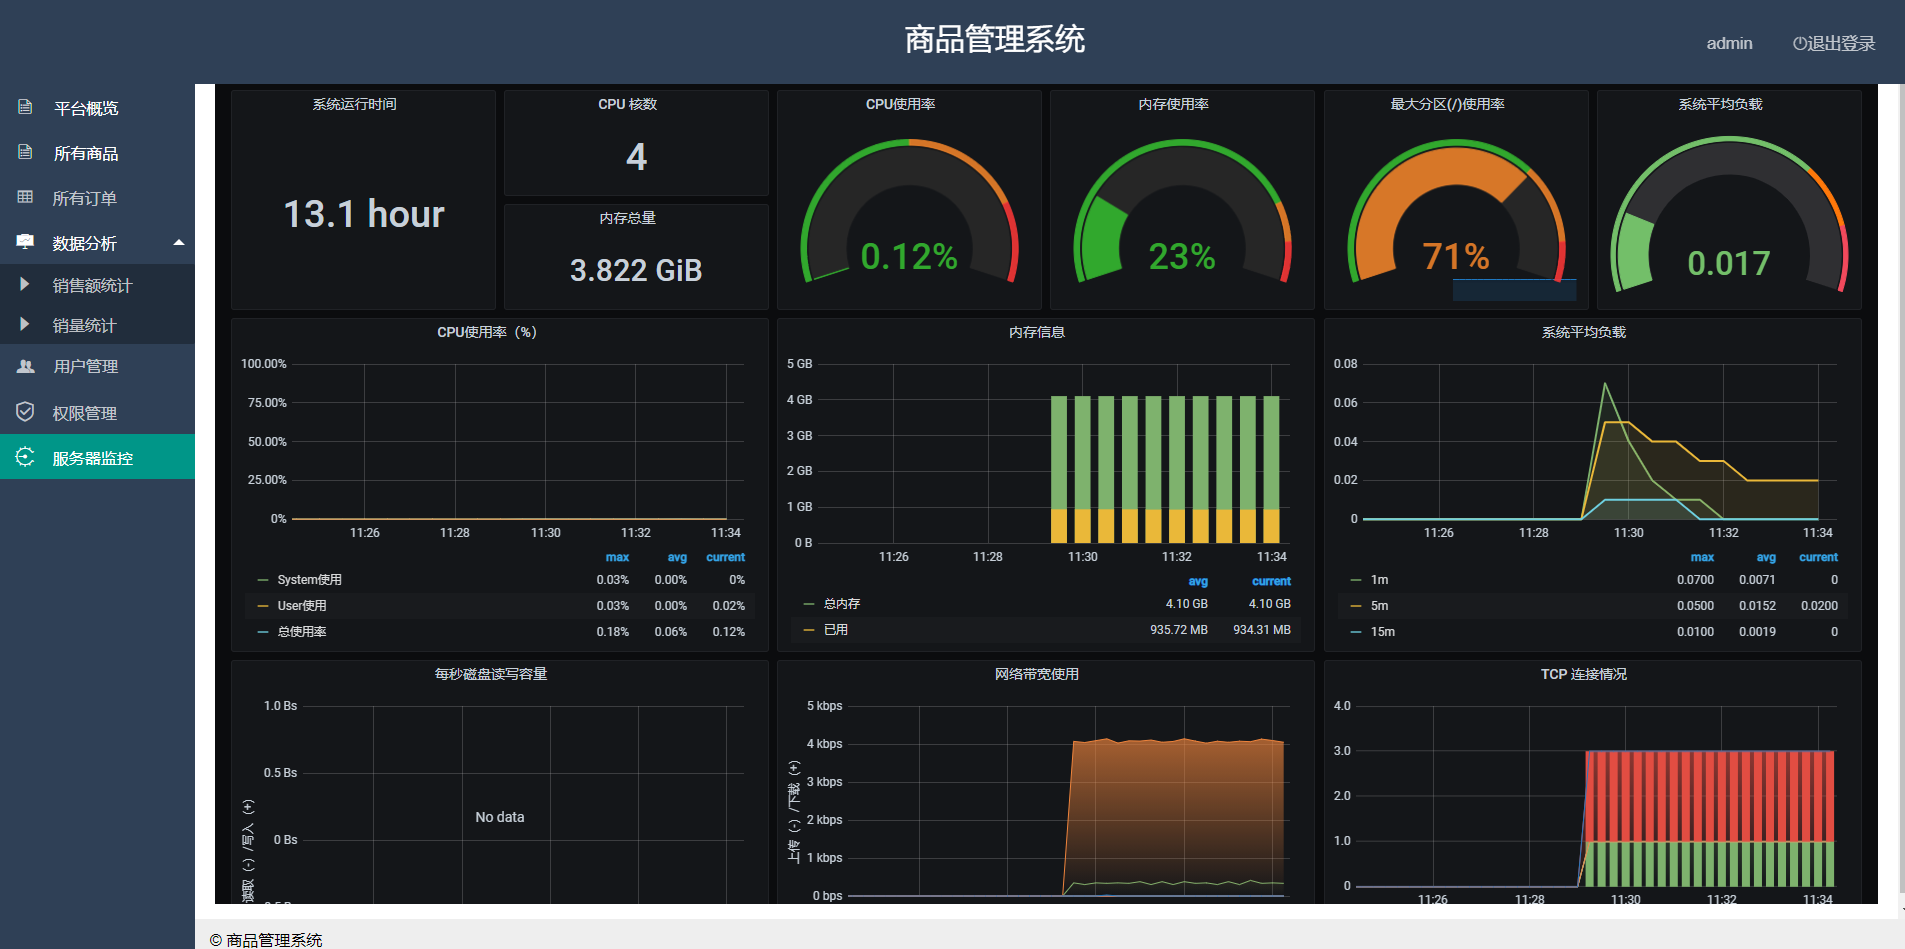 商品管理系统
admin
退出登录
平台概览
所有商品
所有订单
数据分析
销售额统计
销量统计
用户管理
权限管理
服务器监控
系统运行时间
13.1 hour
CPU 核数
4
内存总量
3.822 GiB
CPU使用率
0.12%
内存使用率
23%
最大分区(/)使用率
71%
系统平均负载
0.017
CPU使用率（%）
100.00%
75.00%
50.00%
25.00%
0%
11:26 11:28 11:30 11:32 11:34
max avg current
System使用 0.03% 0.00% 0%
User使用 0.03% 0.00% 0.02%
总使用率 0.18% 0.06% 0.12%
内存信息
5 GB
4 GB
3 GB
2 GB
1 GB
0 B
11:26 11:28 11:30 11:32 11:34
avg current
总内存 4.10 GB 4.10 GB
已用 935.72 MB 934.31 MB
系统平均负载
0.08
0.06
0.04
0.02
0
11:26 11:28 11:30 11:32 11:34
max avg current
1m 0.0700 0.0071 0
5m 0.0500 0.0152 0.0200
15m 0.0100 0.0019 0
每秒磁盘读写容量
1.0 Bs
0.5 Bs
0 Bs
读取（-）/写入（+）
No data
网络带宽使用
5 kbps
4 kbps
3 kbps
2 kbps
1 kbps
0 bps
上传（-）/下载（+）
TCP 连接情况
4.0
3.0
2.0
1.0
0
11:26 11:28 11:30 11:32 11:34
© 商品管理系统